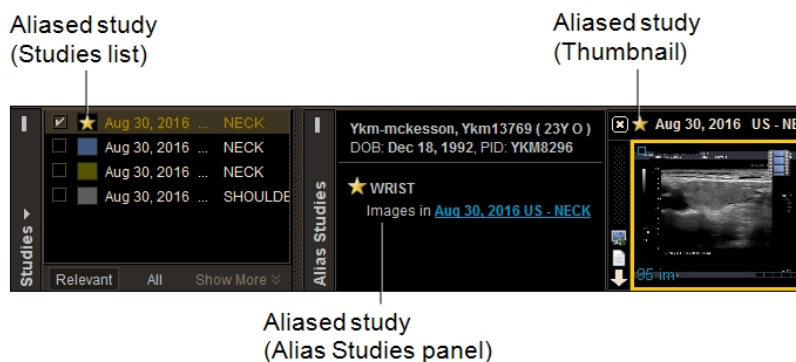 Aliased study
(Studies list)
Aliased study
(Thumbnail)
Studies
Aug 30, 2016 ... NECK
Aug 30, 2016 ... NECK
Aug 30, 2016 ... NECK
Aug 30, 2016 ... SHOULDE
Relevant All Show More
Alias Studies
Ykm-mckesson, Ykm13769 ( 23Y O )
DOB: Dec 18, 1992, PID: YKM8296
WRIST
Images in Aug 30, 2016 US - NECK
Aug 30, 2016 US - NE
95 im
Aliased study
(Alias Studies panel)